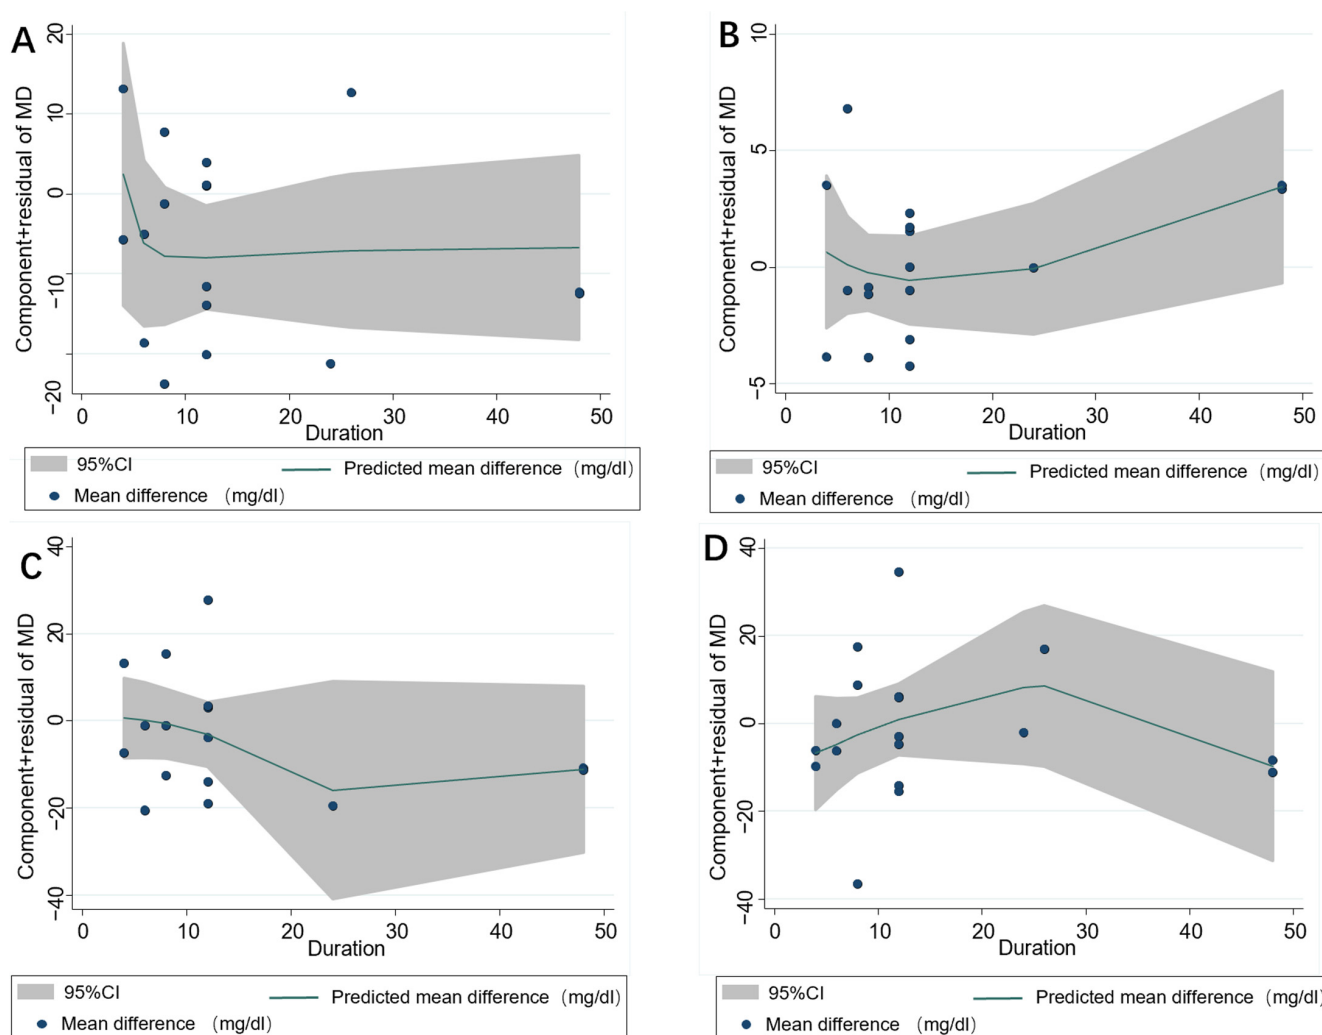 A
Component+residual of MD
20
10
0
−10
−20
0 10 20 30 40 50
Duration
95%CI Predicted mean difference （mg/dl）
Mean difference （mg/dl）
B
Component+residual of MD
10
5
0
−5
0 10 20 30 40 50
Duration
95%CI Predicted mean difference （mg/dl）
Mean difference （mg/dl）
C
Component+residual of MD
40
20
0
−20
−40
0 10 20 30 40 50
Duration
95%CI Predicted mean difference （mg/dl）
Mean difference （mg/dl）
D
Component+residual of MD
40
20
0
−20
−40
0 10 20 30 40 50
Duration
95%CI Predicted mean difference （mg/dl）
Mean difference （mg/dl）